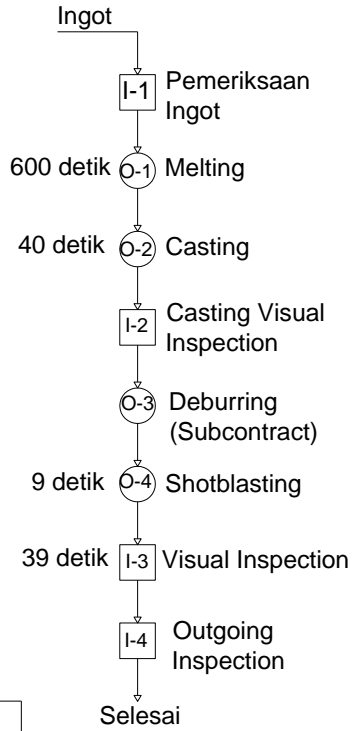 Ingot
I-1
Pemeriksaan
Ingot
600 detik
O-1
Melting
40 detik
O-2
Casting
I-2
Casting Visual
Inspection
O-3
Deburring
(Subcontract)
9 detik
O-4
Shotblasting
39 detik
I-3
Visual Inspection
I-4
Outgoing
Inspection
Selesai